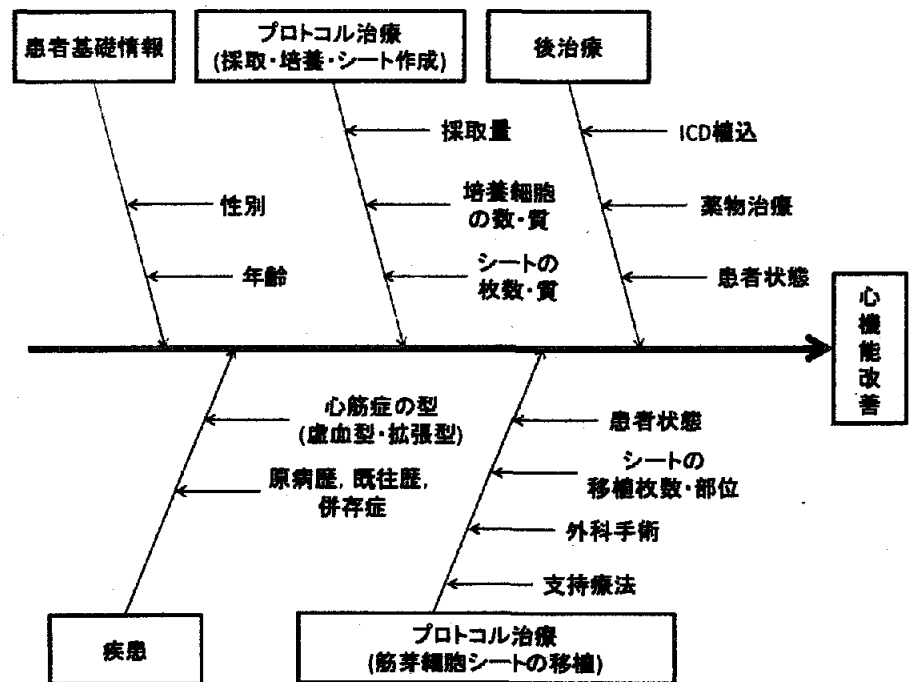 患者基礎情報
プロトコル治療
(採取・培養・シート作成)
後治療
採取量
ICD植込
性別
培養細胞
の数・質
薬物治療
年齢
シートの
枚数・質
患者状態
心機能改善
心筋症の型
(虚血型・拡張型)
患者状態
原病歴, 既往歴,
併存症
シートの
移植枚数・部位
外科手術
支持療法
疾患
プロトコル治療
(筋芽細胞シートの移植)